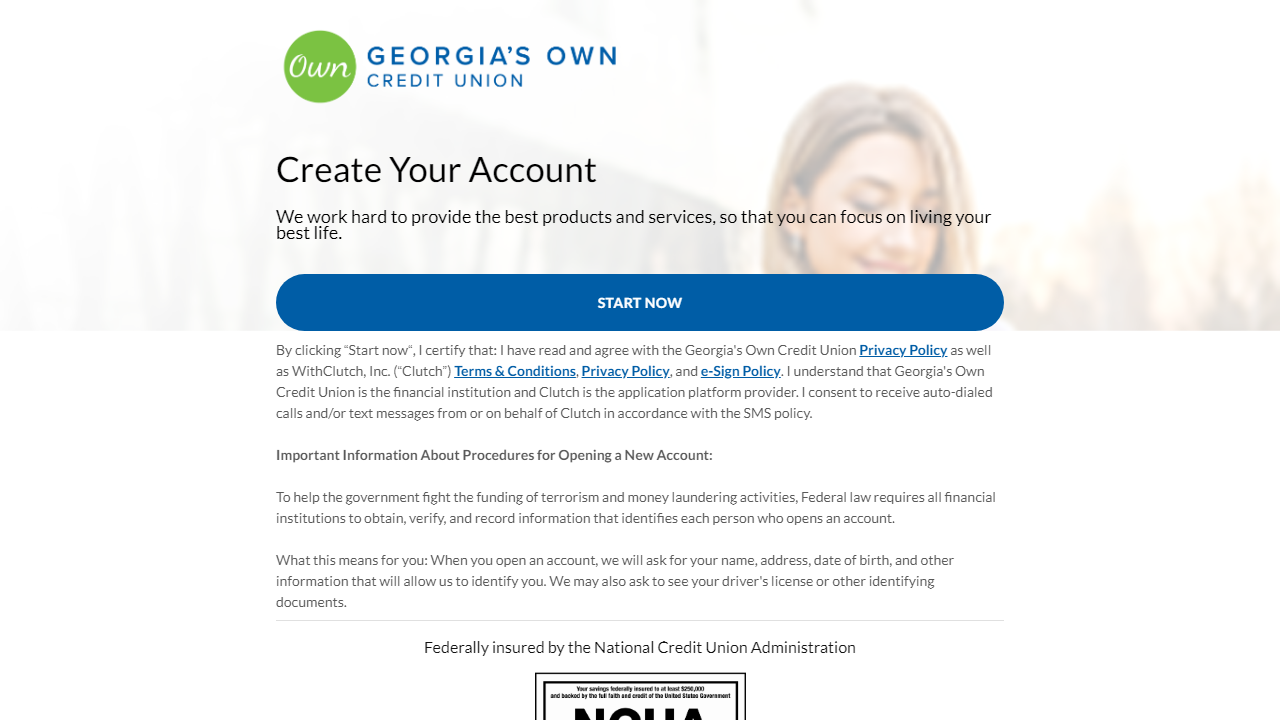 Own
GEORGIA'S OWN
CREDIT UNION
Create Your Account
We work hard to provide the best products and services, so that you can focus on living your
best life.
START NOW
By clicking “Start now“, I certify that: I have read and agree with the Georgia's Own Credit Union Privacy Policy as well
as WithClutch, Inc. (“Clutch”) Terms & Conditions, Privacy Policy, and e-Sign Policy. I understand that Georgia's Own
Credit Union is the financial institution and Clutch is the application platform provider. I consent to receive auto-dialed
calls and/or text messages from or on behalf of Clutch in accordance with the SMS policy.
Important Information About Procedures for Opening a New Account:
To help the government fight the funding of terrorism and money laundering activities, Federal law requires all financial
institutions to obtain, verify, and record information that identifies each person who opens an account.
What this means for you: When you open an account, we will ask for your name, address, date of birth, and other
information that will allow us to identify you. We may also ask to see your driver's license or other identifying
documents.
Federally insured by the National Credit Union Administration
Your savings federally insured to at least $250,000
and backed by the full faith and credit of the United States Government
NCUA